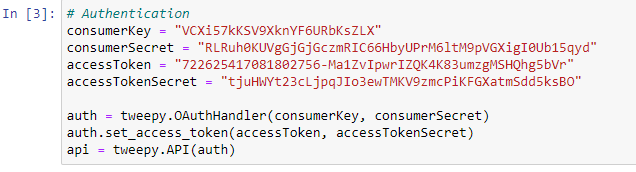 In [3]: # Authentication
consumerKey = "VCXi57kKSV9XknYF6URbKsZLX"
consumerSecret = "RLRuh0KUVgGjGjGczmRIC66HbyUPrM6ltM9pVGXigI0Ub15qyd"
accessToken = "722625417081802756-Ma1ZvIpwrIZQK4K83umzgMSHQhg5bVr"
accessTokenSecret = "tjuHWYt23cLjpqJIo3ewTMKV9zmcPiKFGXatmSdd5ksBO"
auth = tweepy.OAuthHandler(consumerKey, consumerSecret)
auth.set_access_token(accessToken, accessTokenSecret)
api = tweepy.API(auth)